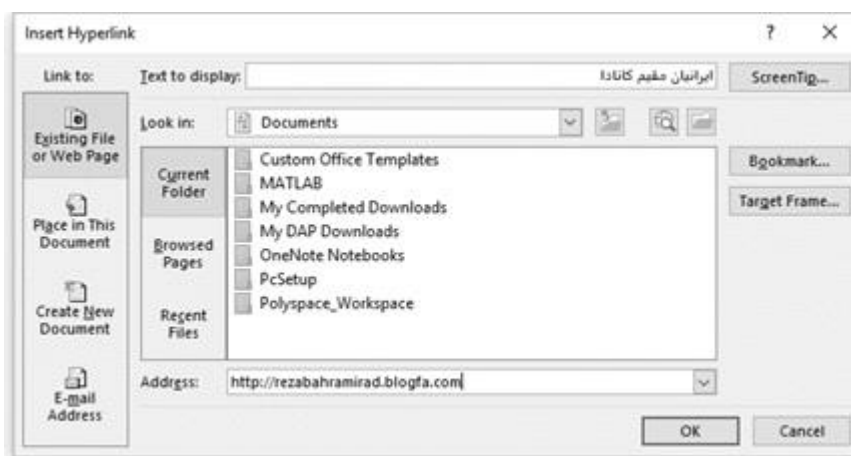 Insert Hyperlink ? ×
Link to:
Text to display: ایرانیان مقیم کانادا
ScreenTip...
Existing File
or Web Page
Look in: Documents
Current
Folder
Custom Office Templates
MATLAB
My Completed Downloads
My DAP Downloads
OneNote Notebooks
PcSetup
Polyspace_Workspace
Bookmark...
Target Frame...
Place in This
Document
Browsed
Pages
Create New
Document
Recent
Files
E-mail
Address
Address: http://rezabahramirad.blogfa.com
OK
Cancel